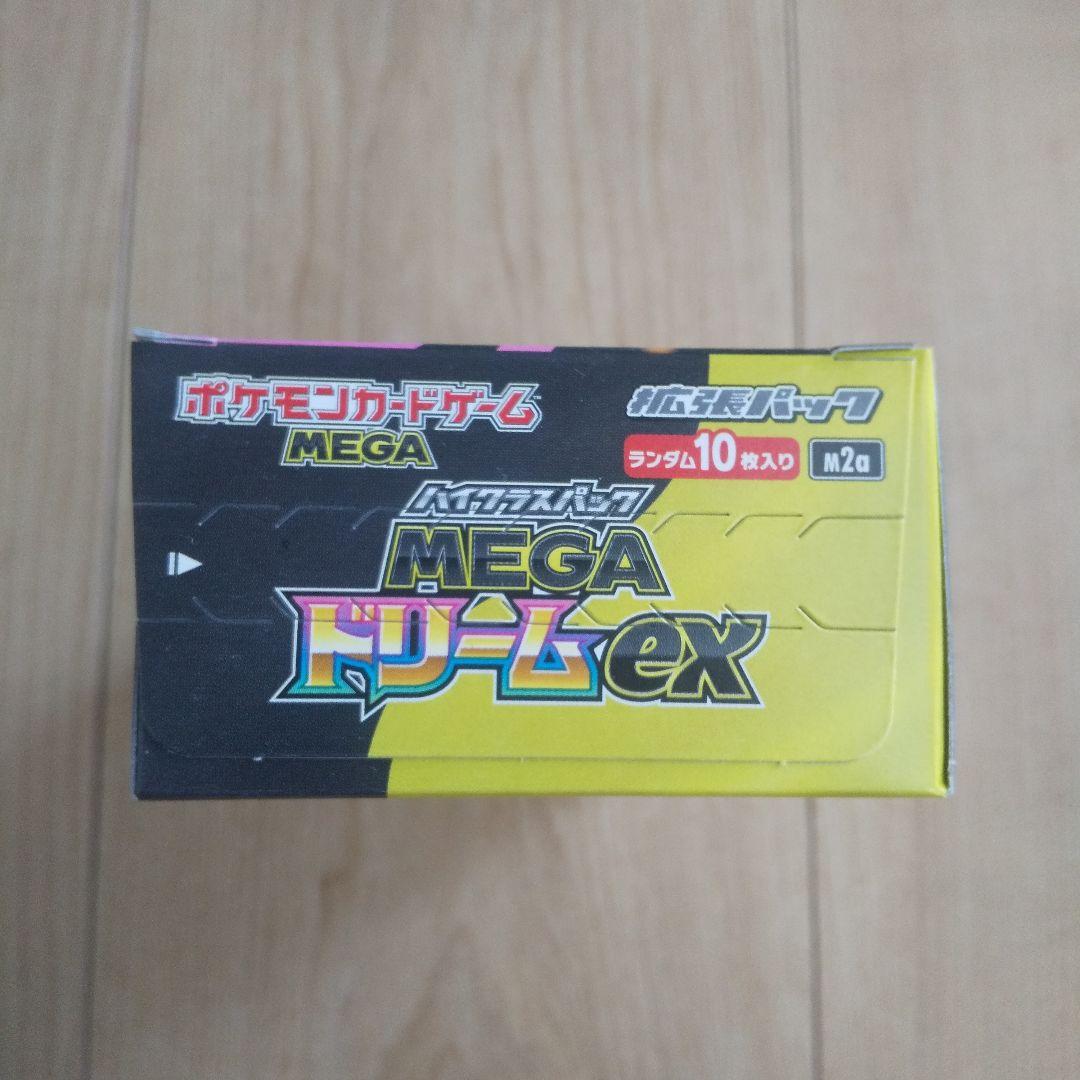 ポケモンカードゲーム™
MEGA
拡張パック
ランダム10枚入り
M2a
ハイクラスパック
MEGA
ドリームex